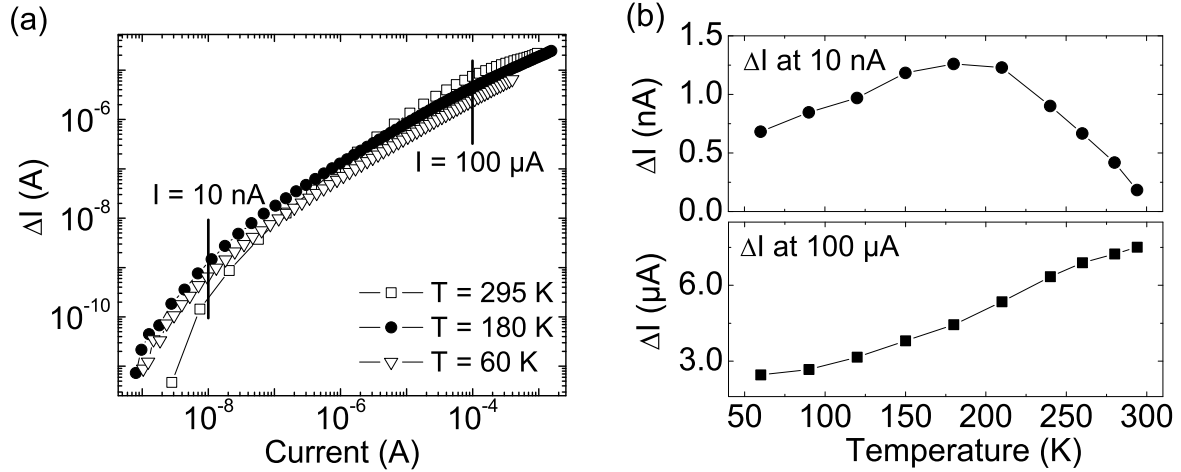 (a)
ΔI (A)
10⁻⁶
10⁻⁸
10⁻¹⁰
I = 10 nA
I = 100 µA
T = 295 K
T = 180 K
T = 60 K
10⁻⁸ 10⁻⁶ 10⁻⁴
Current (A)
(b)
ΔI (nA)
1.5
1.0
0.5
0.0
ΔI at 10 nA
ΔI (µA)
6.0
3.0
ΔI at 100 µA
50 100 150 200 250 300
Temperature (K)